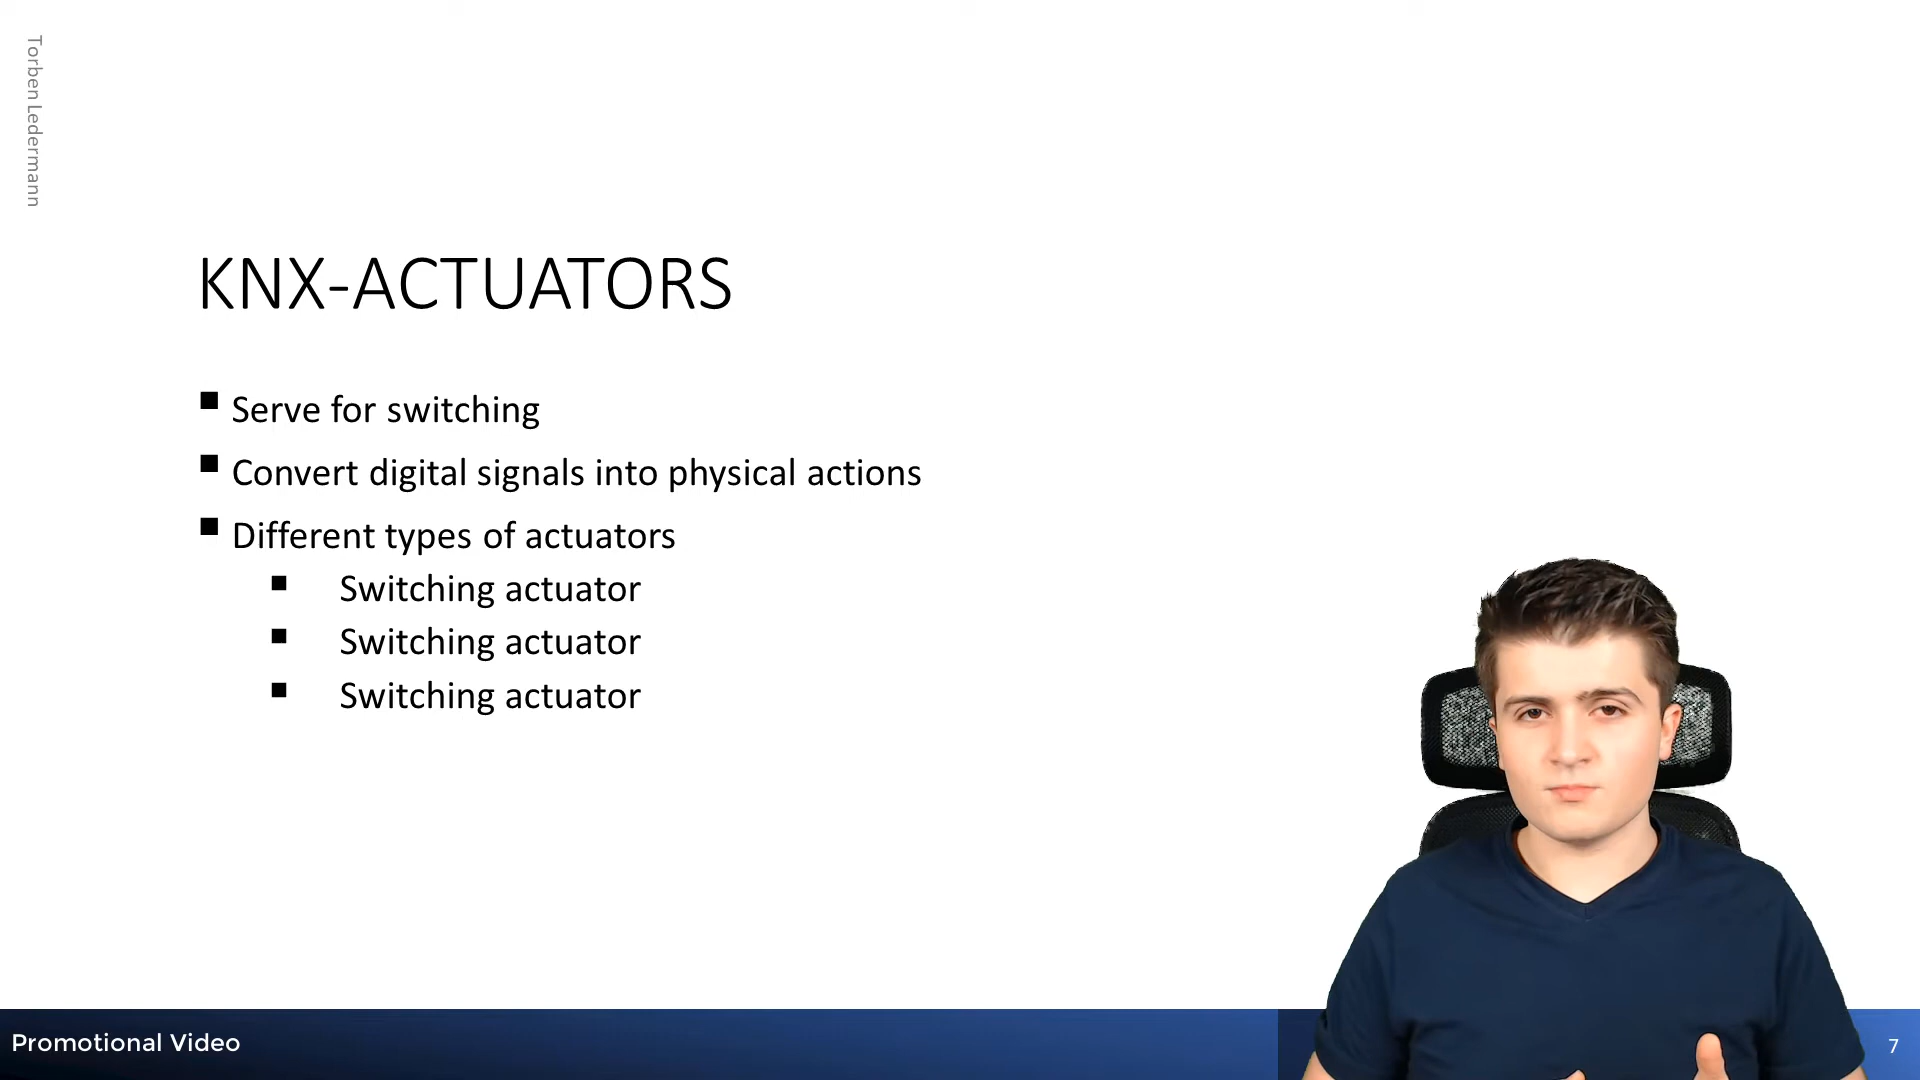 Torben Ledermann
KNX-ACTUATORS
Serve for switching
Convert digital signals into physical actions
Different types of actuators
Switching actuator
Switching actuator
Switching actuator
Promotional Video
7